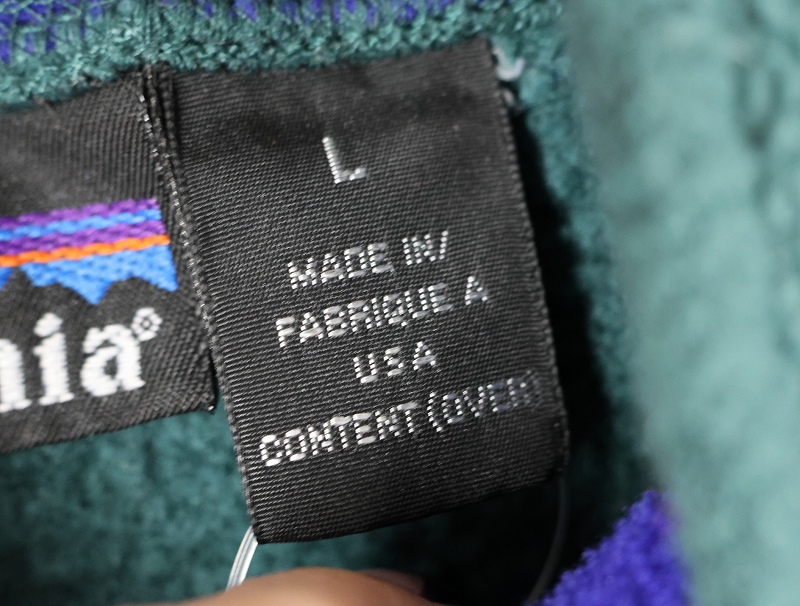 nia®
L
MADE IN/
FABRIQUE A
USA
CONTENT (OVER)